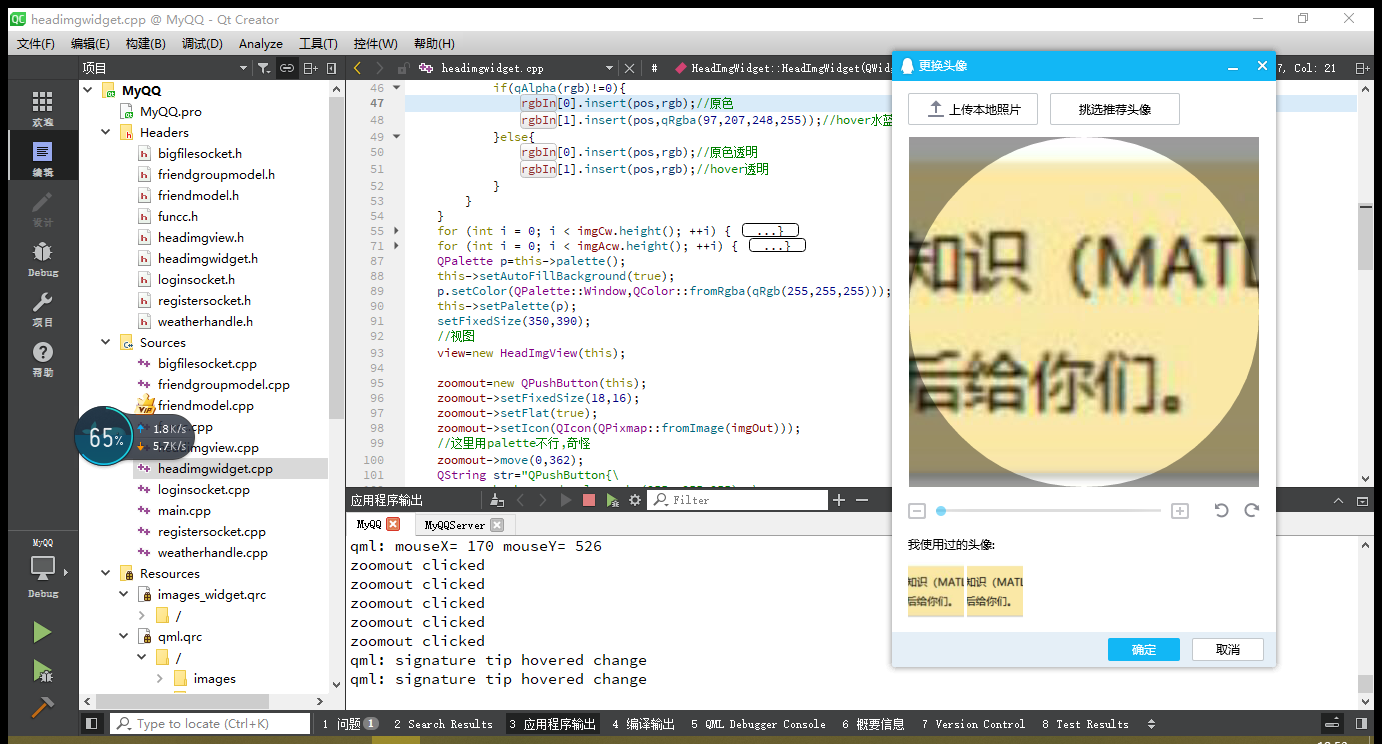 headimgwidget.cpp @ MyQQ - Qt Creator
文件(F) 编辑(E) 构建(B) 调试(D) Analyze 工具(T) 控件(W) 帮助(H)
项目
headimgwidget.cpp
#
HeadImgWidget::HeadImgWidget(QWid
7, Col: 21
欢迎
编辑
设计
Debug
项目
帮助
MyQQ
Debug
MyQQ
MyQQ.pro
Headers
bigfilesocket.h
friendgroupmodel.h
friendmodel.h
funcc.h
headimgview.h
headimgwidget.h
loginsocket.h
registersocket.h
weatherhandle.h
Sources
bigfilesocket.cpp
friendgroupmodel.cpp
friendmodel.cpp
VIP
.cpp
imgview.cpp
65%
1.8K/s
5.7K/s
headimgwidget.cpp
loginsocket.cpp
main.cpp
registersocket.cpp
weatherhandle.cpp
Resources
images_widget.qrc
/
qml.qrc
/
images
46 if(qAlpha(rgb)!=0){
47 rgbIn[0].insert(pos,rgb);//原色
48 rgbIn[1].insert(pos,qRgba(97,207,248,255));//hover水蓝
49 }else{
50 rgbIn[0].insert(pos,rgb);//原色透明
51 rgbIn[1].insert(pos,rgb);//hover透明
52 }
53 }
54 }
55 for (int i = 0; i < imgCw.height(); ++i) { ...}
71 for (int i = 0; i < imgAcw.height(); ++i) { ...}
87 QPalette p=this->palette();
88 this->setAutoFillBackground(true);
89 p.setColor(QPalette::Window,QColor::fromRgba(qRgb(255,255,255)));
90 this->setPalette(p);
91 setFixedSize(350,390);
92 //视图
93 view=new HeadImgView(this);
94
95 zoomout=new QPushButton(this);
96 zoomout->setFixedSize(18,16);
97 zoomout->setFlat(true);
98 zoomout->setIcon(QIcon(QPixmap::fromImage(imgOut)));
99 //这里用palette不行,奇怪
100 zoomout->move(0,362);
101 QString str="QPushButton{\
应用程序输出
Filter
MyQQ MyQQServer
qml: mouseX= 170 mouseY= 526
zoomout clicked
zoomout clicked
zoomout clicked
zoomout clicked
zoomout clicked
qml: signature tip hovered change
qml: signature tip hovered change
更换头像
上传本地照片 挑选推荐头像
知识（MATL
后给你们。
我使用过的头像:
知识（MATL 知识（MATL
后给你们。 后给你们。
确定 取消
Type to locate (Ctrl+K)
1 问题 1 2 Search Results 3 应用程序输出 4 编译输出 5 QML Debugger Console 6 概要信息 7 Version Control 8 Test Results